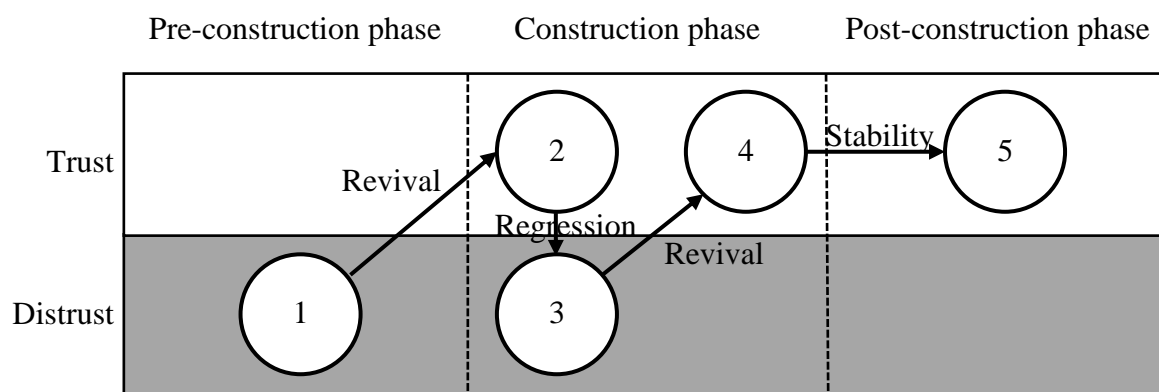 Pre-construction phase
Construction phase
Post-construction phase
Trust
2
4
Stability
5
Revival
Regression
Revival
Distrust
1
3